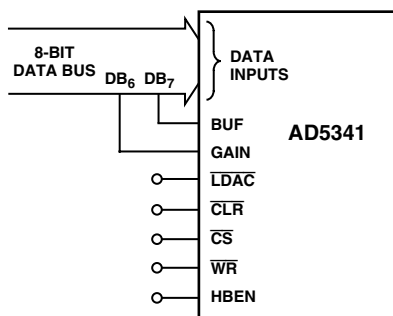 8-BIT
DATA BUS
DB6 DB7
DATA
INPUTS
BUF
GAIN
LDAC
CLR
CS
WR
HBEN
AD5341